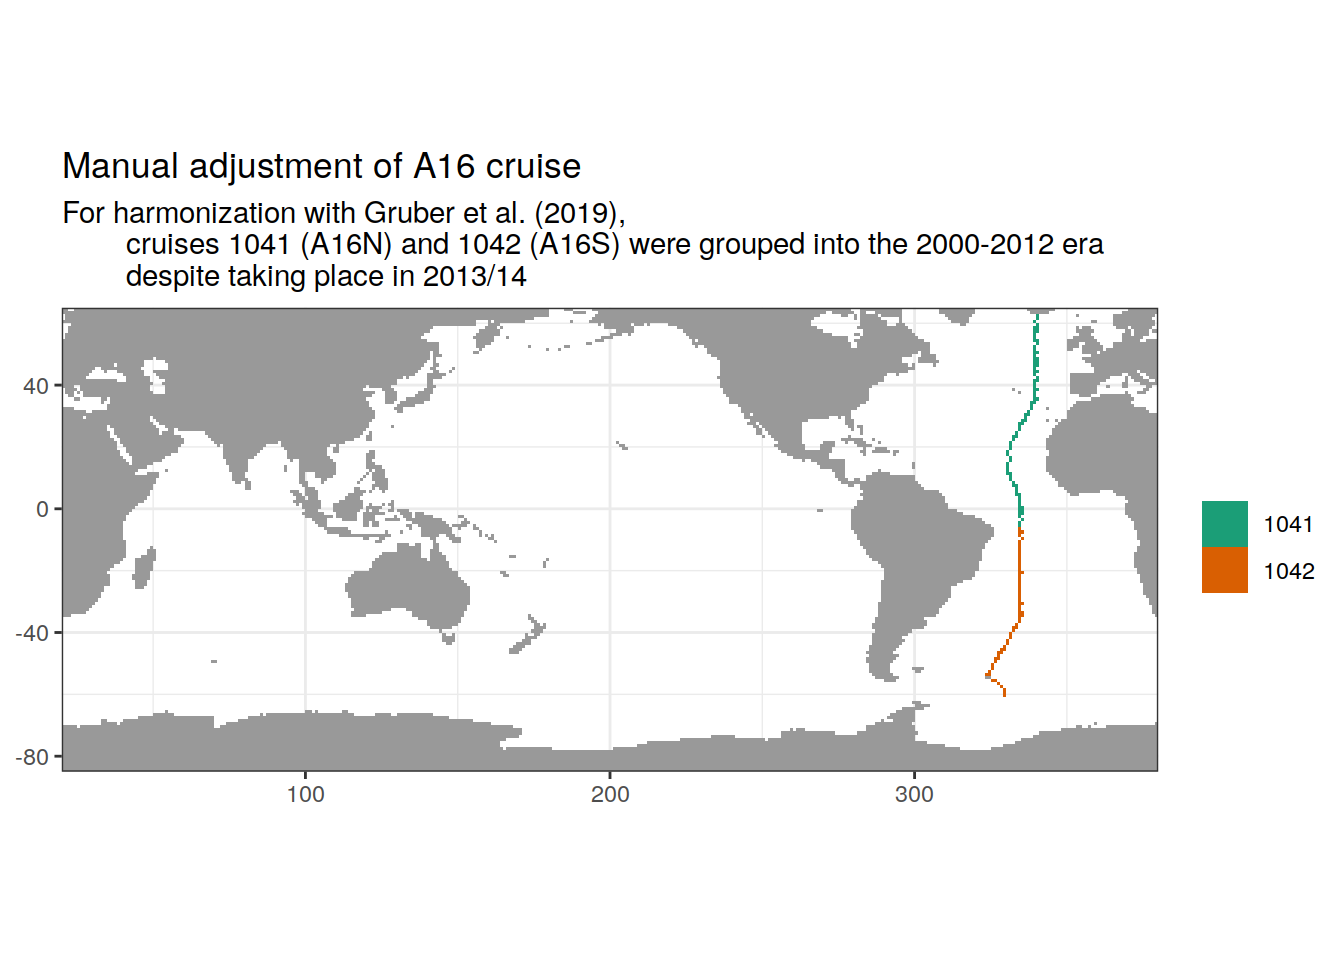 Manual adjustment of A16 cruise
For harmonization with Gruber et al. (2019),
cruises 1041 (A16N) and 1042 (A16S) were grouped into the 2000-2012 era
despite taking place in 2013/14
40
0
-40
-80
100
200
300
1041
1042